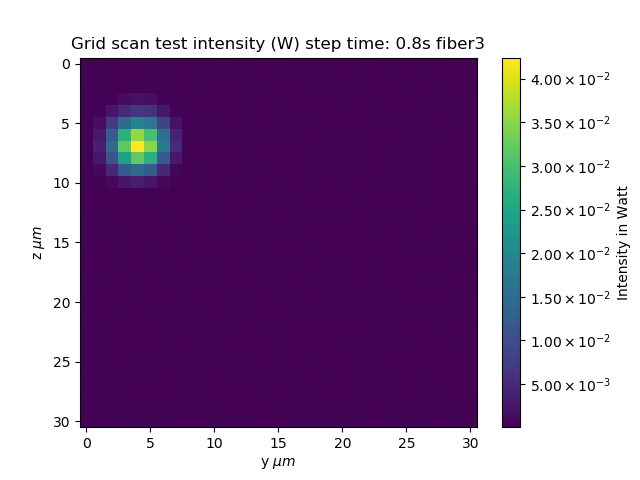 Grid scan test intensity (W) step time: 0.8s fiber3
0
5
10
15
20
25
30
z μm
0 5 10 15 20 25 30
y μm
4.00 × 10⁻²
3.50 × 10⁻²
3.00 × 10⁻²
2.50 × 10⁻²
2.00 × 10⁻²
1.50 × 10⁻²
1.00 × 10⁻²
5.00 × 10⁻³
Intensity in Watt